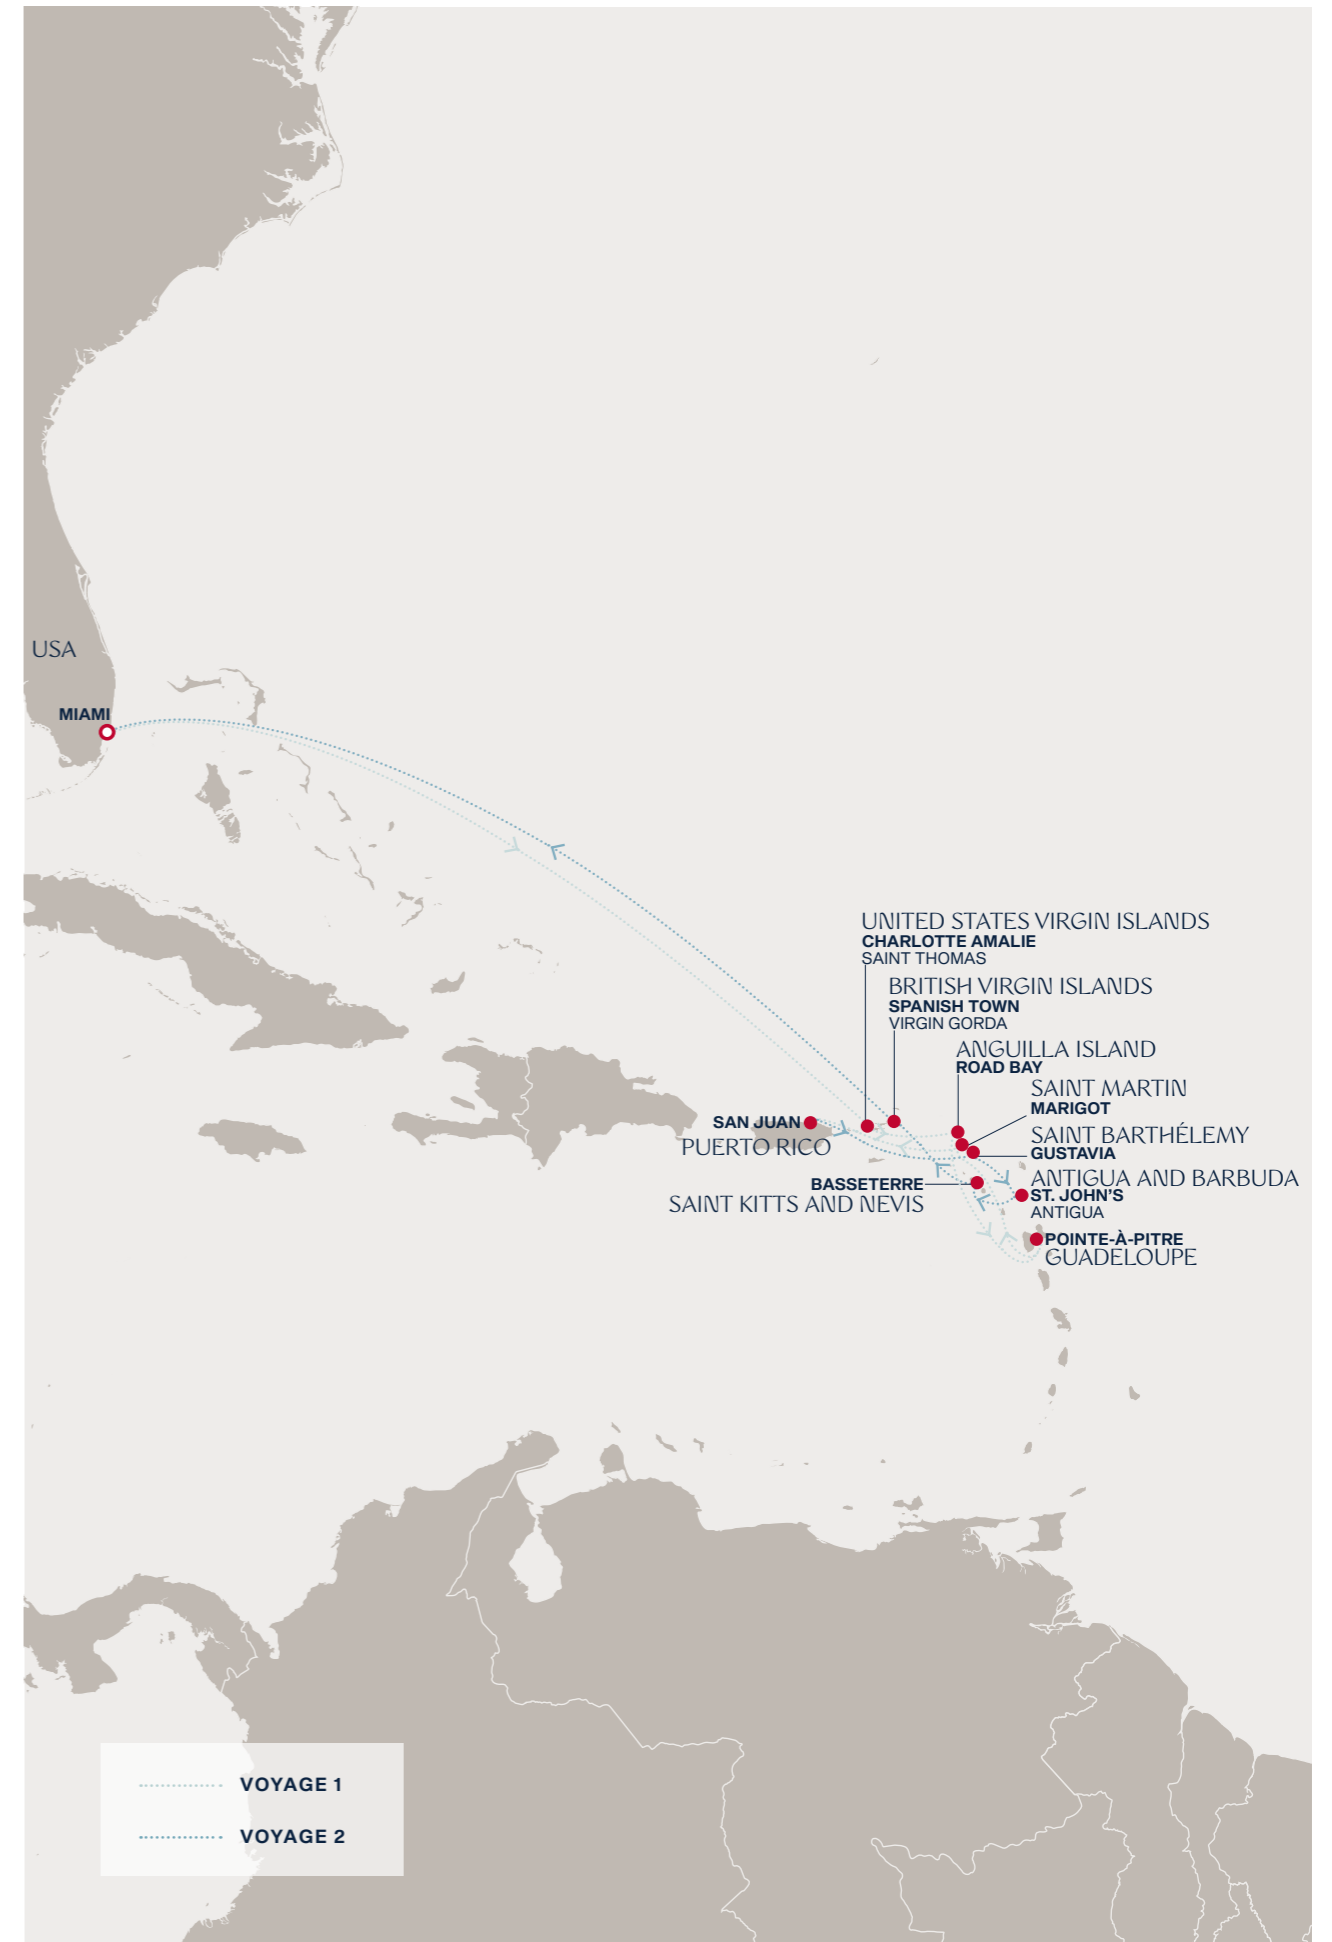 USA
MIAMI
UNITED STATES VIRGIN ISLANDS
CHARLOTTE AMALIE
SAINT THOMAS
BRITISH VIRGIN ISLANDS
SPANISH TOWN
VIRGIN GORDA
ANGUILLA ISLAND
ROAD BAY
SAINT MARTIN
MARIGOT
SAN JUAN
PUERTO RICO
SAINT BARTHÉLEMY
GUSTAVIA
BASSETERRE
SAINT KITTS AND NEVIS
ANTIGUA AND BARBUDA
ST. JOHN'S
ANTIGUA
POINTE-À-PITRE
GUADELOUPE
VOYAGE 1
VOYAGE 2